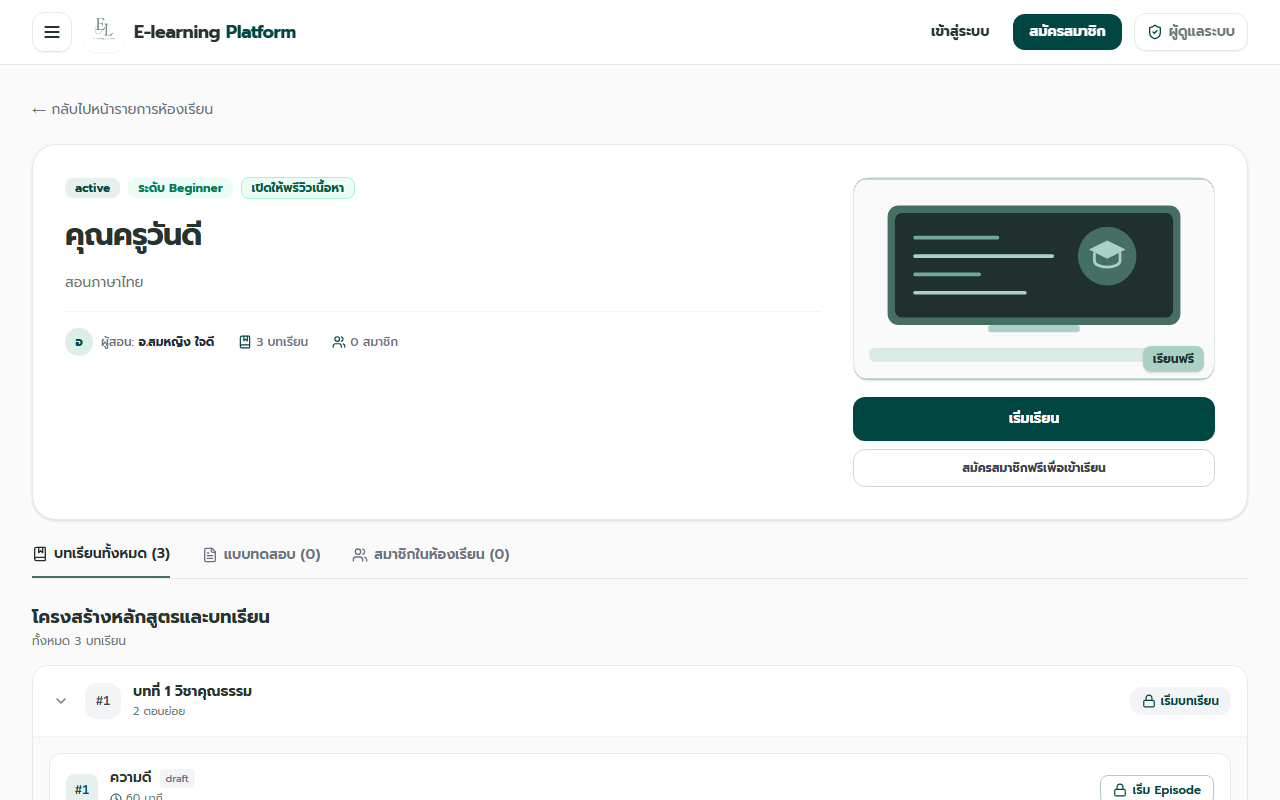 EL
E-learning Platform
เข้าสู่ระบบ
สมัครสมาชิก
ผู้ดูแลระบบ
← กลับไปหน้ารายการห้องเรียน
active
ระดับ Beginner
เปิดให้พรีวิวเนื้อหา
คุณครูวันดี
สอนภาษาไทย
อ
ผู้สอน: อ.สมหญิง ใจดี
3 บทเรียน
0 สมาชิก
เรียนฟรี
เริ่มเรียน
สมัครสมาชิกฟรีเพื่อเข้าเรียน
บทเรียนทั้งหมด (3)
แบบทดสอบ (0)
สมาชิกในห้องเรียน (0)
โครงสร้างหลักสูตรและบทเรียน
ทั้งหมด 3 บทเรียน
#1
บทที่ 1 วิชาคุณธรรม
2 ตอนย่อย
เริ่มบทเรียน
#1
ความดี
draft
60 นาที
เริ่ม Episode